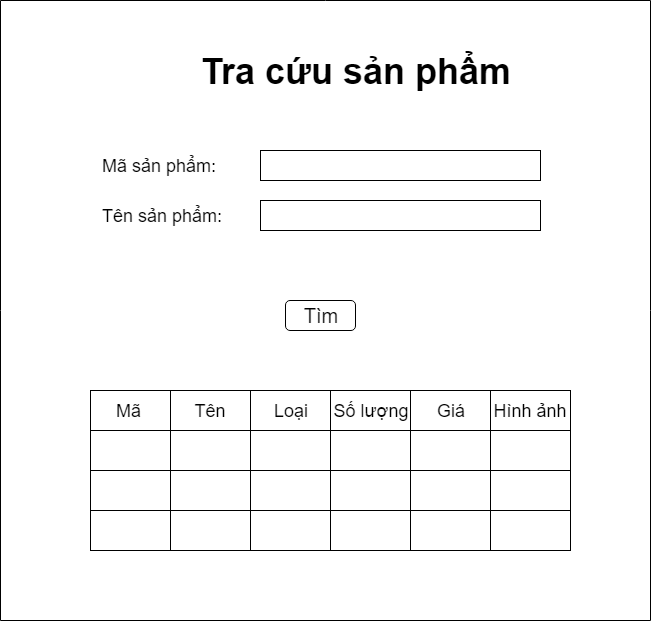 Tra cứu sản phẩm
Mã sản phẩm:
Tên sản phẩm:
Tìm
Mã Tên Loại Số lượng Giá Hình ảnh